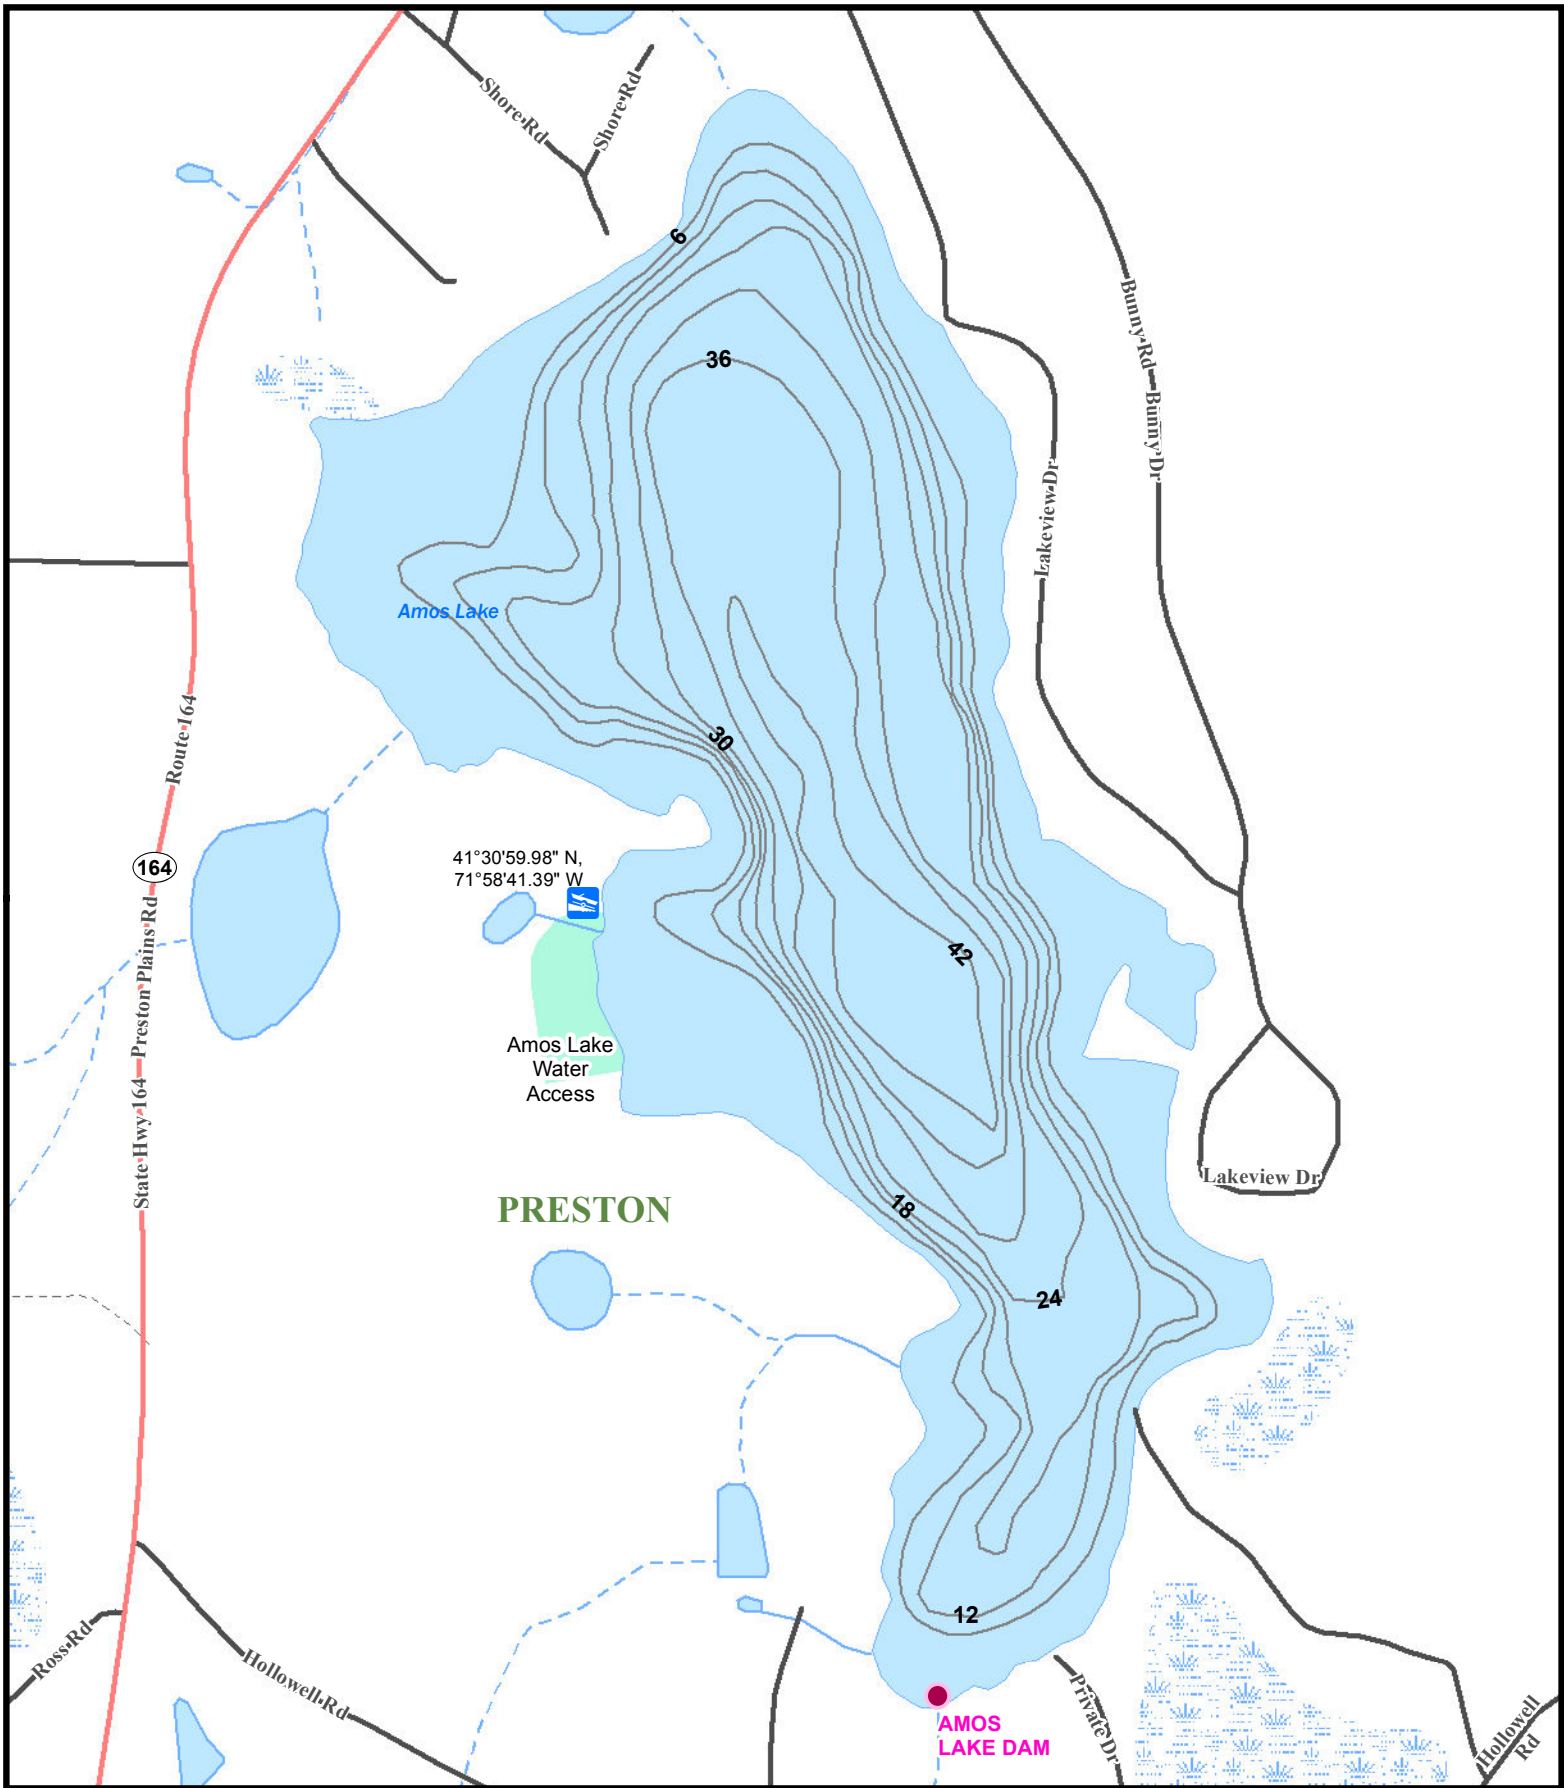 Shore Rd
Shore Rd
6
Bunny Rd
36
Bunny Dr
Lakeview Dr
Amos Lake
Route 164
30
164
41°30'59.98" N,
71°58'41.39" W
42
State Hwy 164
Preston Plains Rd
Amos Lake
Water
Access
Lakeview Dr
PRESTON
18
24
12
Ross Rd
Hollowell Rd
AMOS
LAKE DAM
Private Dr
Hollowell
Rd